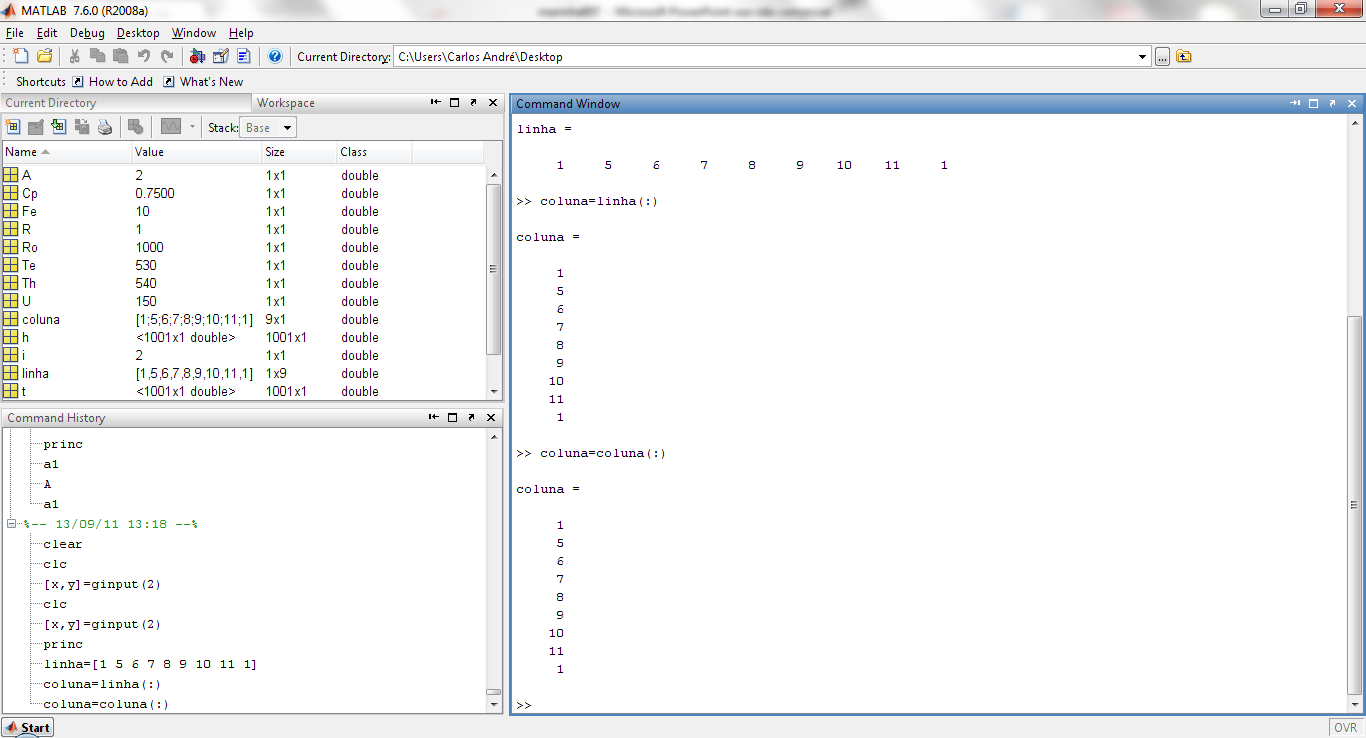 MATLAB 7.6.0 (R2008a)
File Edit Debug Desktop Window Help
Current Directory: C:\Users\Carlos André\Desktop ...
Shortcuts How to Add What's New
Current Directory Workspace
Stack: Base
Name Value Size Class
A 2 1x1 double
Cp 0.7500 1x1 double
Fe 10 1x1 double
R 1 1x1 double
Ro 1000 1x1 double
Te 530 1x1 double
Th 540 1x1 double
U 150 1x1 double
coluna [1;5;6;7;8;9;10;11;1] 9x1 double
h <1001x1 double> 1001x1 double
i 2 1x1 double
linha [1,5,6,7,8,9,10,11,1] 1x9 double
t <1001x1 double> 1001x1 double
Command History
princ
a1
A
a1
%-- 13/09/11 13:18 --%
clear
clc
[x,y]=ginput(2)
clc
[x,y]=ginput(2)
princ
linha=[1 5 6 7 8 9 10 11 1]
coluna=linha(:)
coluna=coluna(:)
Command Window
linha =
1 5 6 7 8 9 10 11 1
>> coluna=linha(:)
coluna =
1
5
6
7
8
9
10
11
1
>> coluna=coluna(:)
coluna =
1
5
6
7
8
9
10
11
1
>>
Start
OVR